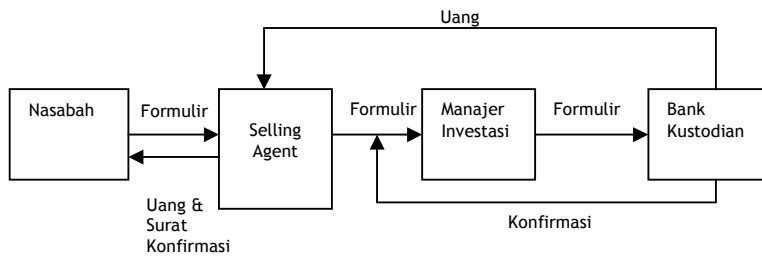 Uang
Nasabah
Formulir
Selling
Agent
Formulir
Manajer
Investasi
Formulir
Bank
Kustodian
Uang &
Surat
Konfirmasi
Konfirmasi